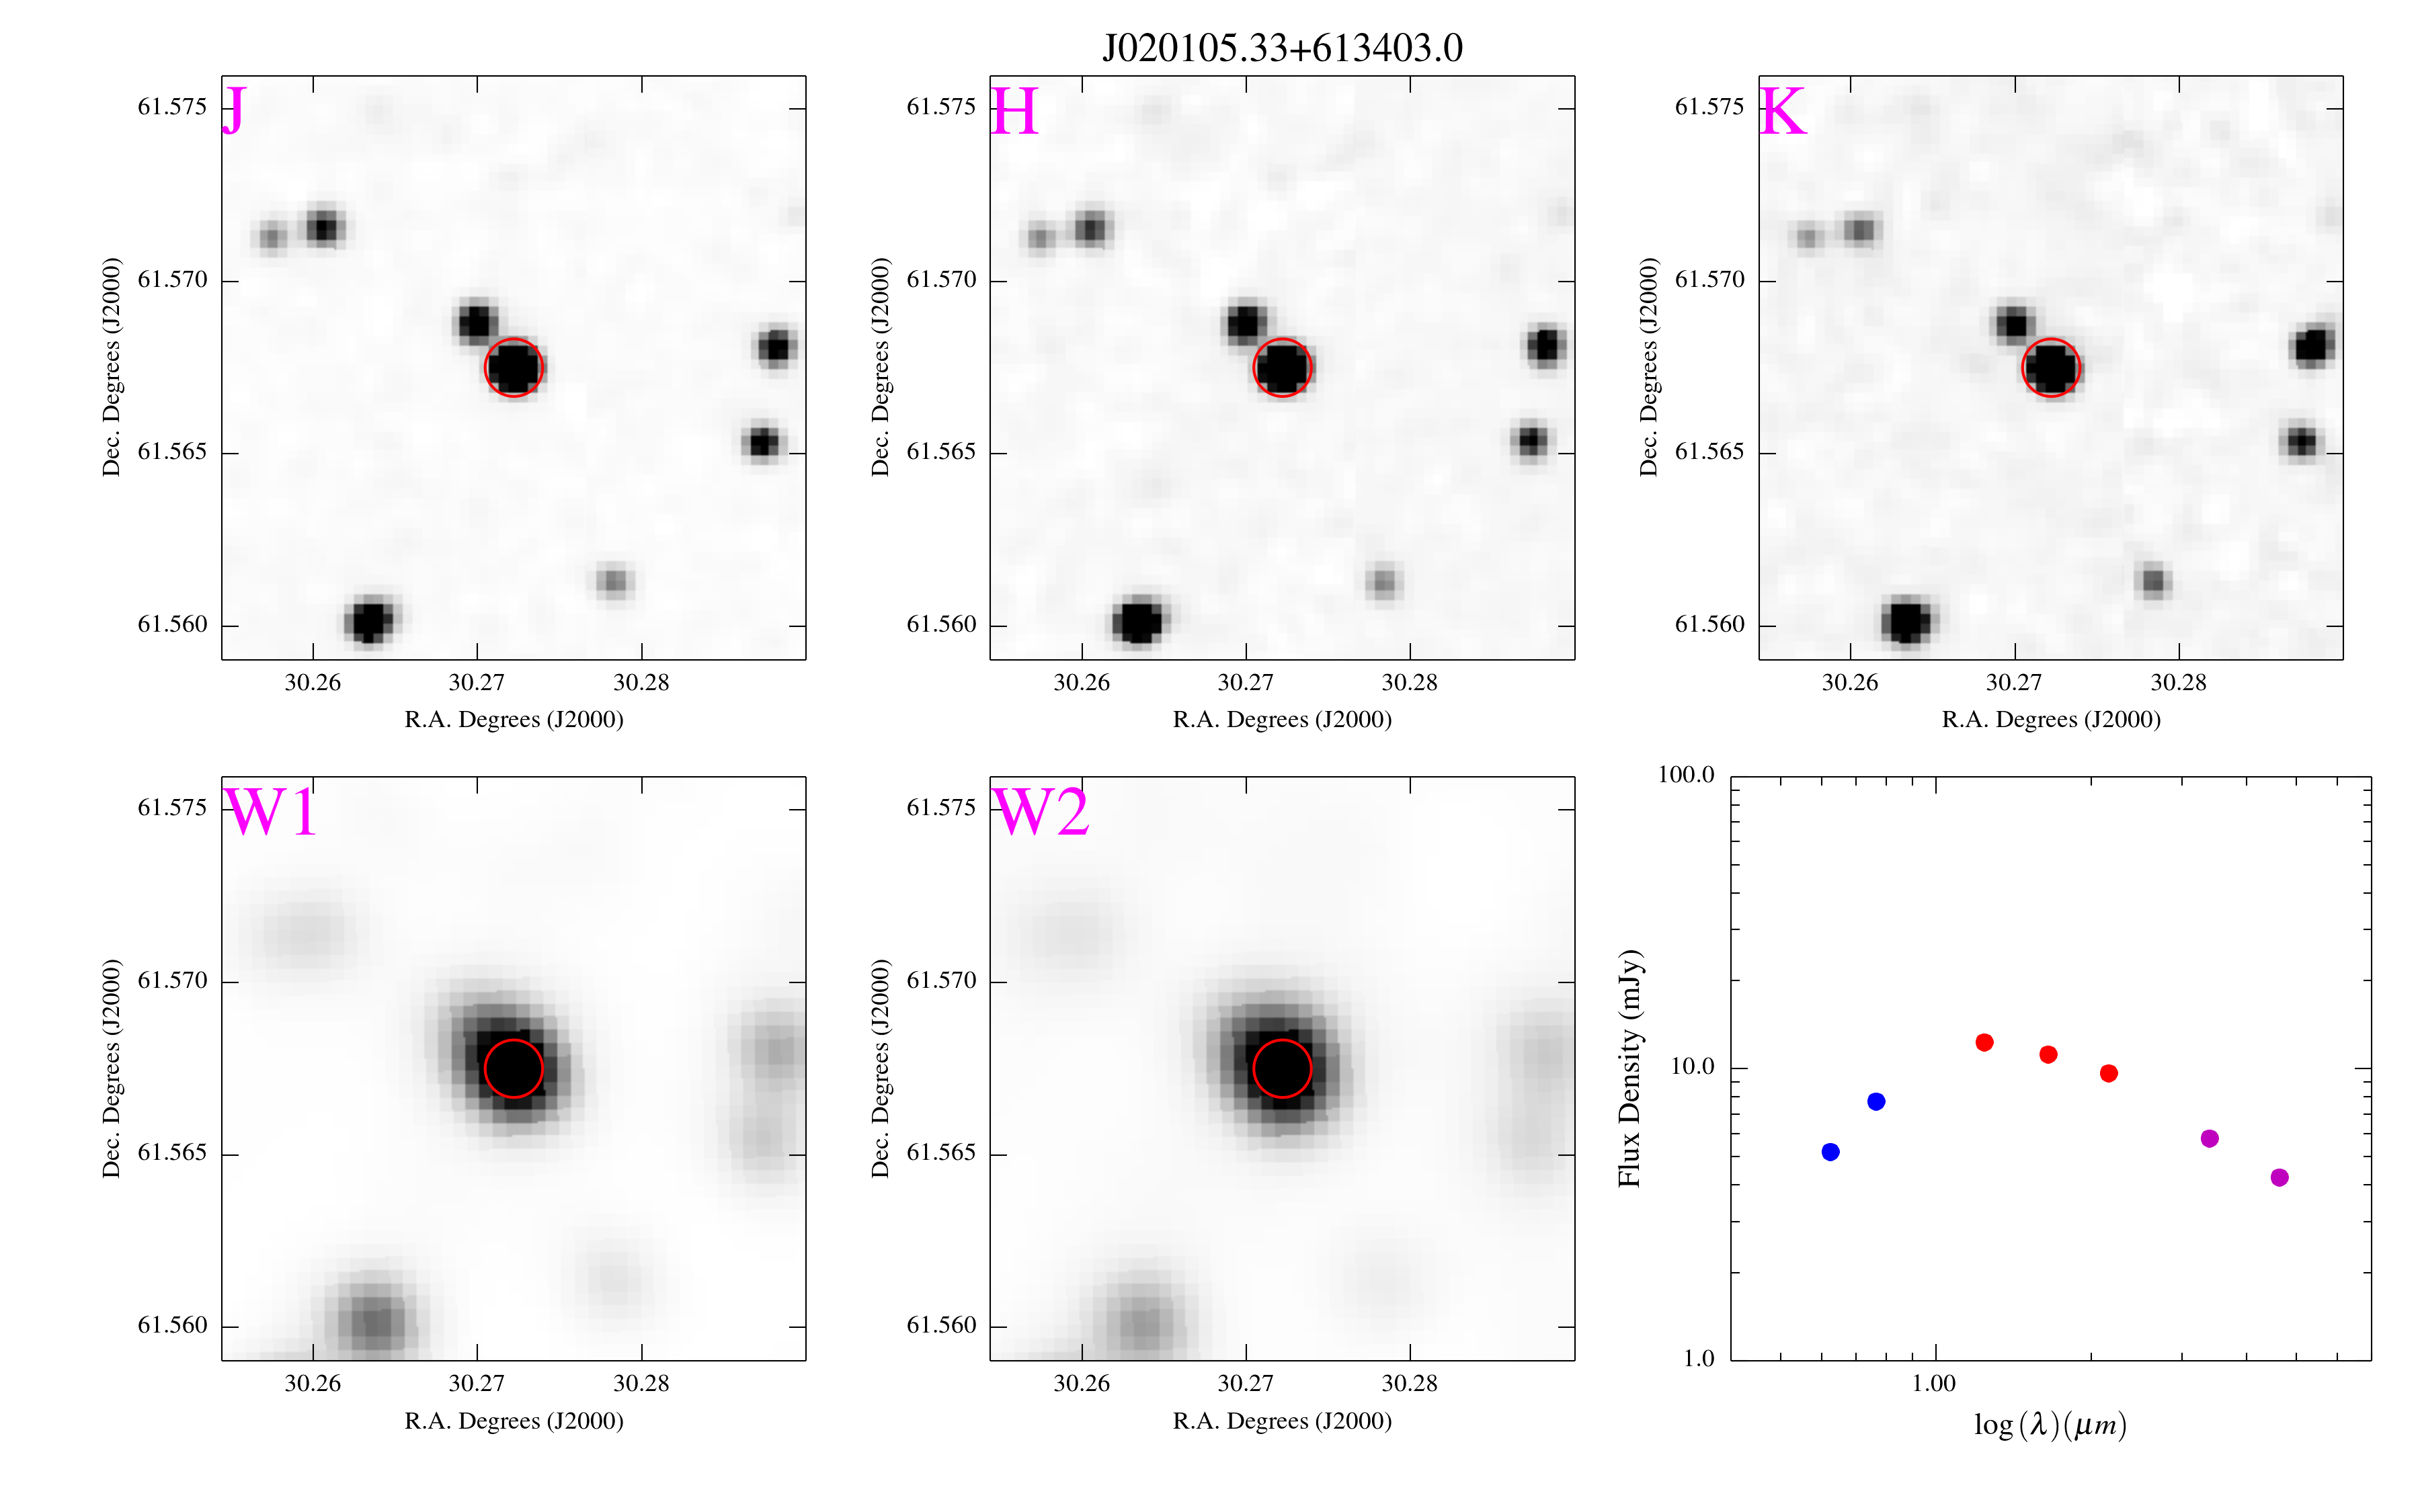 J020105.33+613403.0
J
61.575
61.570
61.565
61.560
Dec. Degrees (J2000)
30.26 30.27 30.28
R.A. Degrees (J2000)
H
61.575
61.570
61.565
61.560
Dec. Degrees (J2000)
30.26 30.27 30.28
R.A. Degrees (J2000)
K
61.575
61.570
61.565
61.560
Dec. Degrees (J2000)
30.26 30.27 30.28
R.A. Degrees (J2000)
W1
61.575
61.570
61.565
61.560
Dec. Degrees (J2000)
30.26 30.27 30.28
R.A. Degrees (J2000)
W2
61.575
61.570
61.565
61.560
Dec. Degrees (J2000)
30.26 30.27 30.28
R.A. Degrees (J2000)
100.0
10.0
1.0
Flux Density (mJy)
1.00
log(λ)(μm)